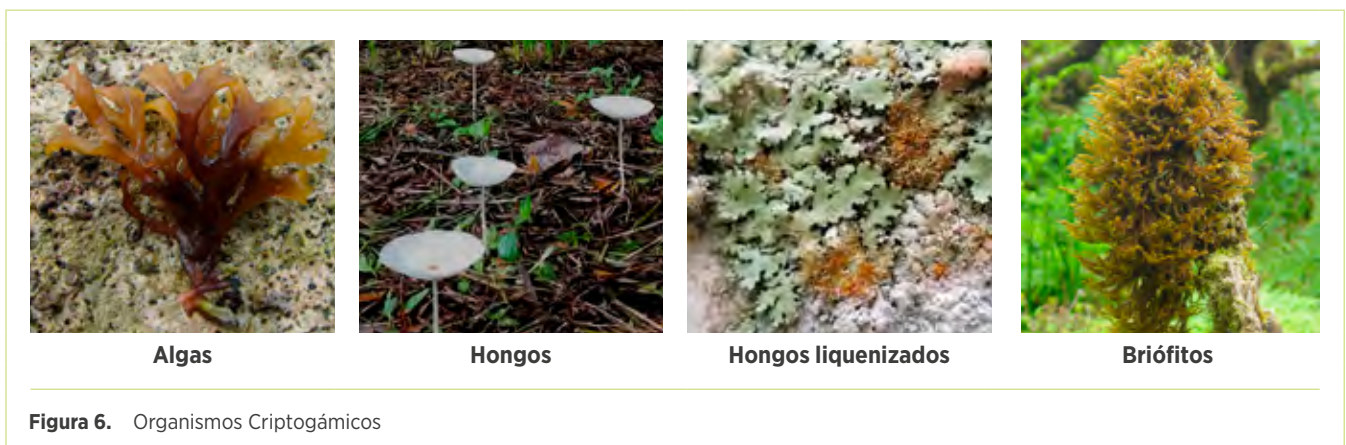 Algas
Hongos
Hongos liquenizados
Briófitos
Figura 6. Organismos Criptogámicos